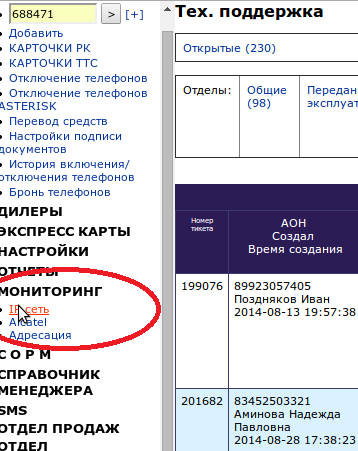 688471 > [+]
Добавить
КАРТОЧКИ РК
КАРТОЧКИ ТТС
Отключение телефонов
Отключение телефонов
ASTERISK
Перевод средств
Настройки подписи
документов
История включения/
отключения телефонов
Бронь телефонов
ДИЛЕРЫ
ЭКСПРЕСС КАРТЫ
НАСТРОЙКИ
ОТЧЕТЫ
МОНИТОРИНГ
IP сеть
Alcatel
Адресация
С О Р М
СПРАВОЧНИК
МЕНЕДЖЕРА
SMS
ОТДЕЛ ПРОДАЖ
ОТДЕЛ
Тех. поддержка
Открытые (230)
Отделы:
Общие
(98)
Передан
эксплуат
Номер
тикета
АОН
Создал
Время создания
199076
89923057405
Поздняков Иван
2014-08-13 19:57:38
201682
83452503321
Аминова Надежда
Павловна
2014-08-28 17:38:23